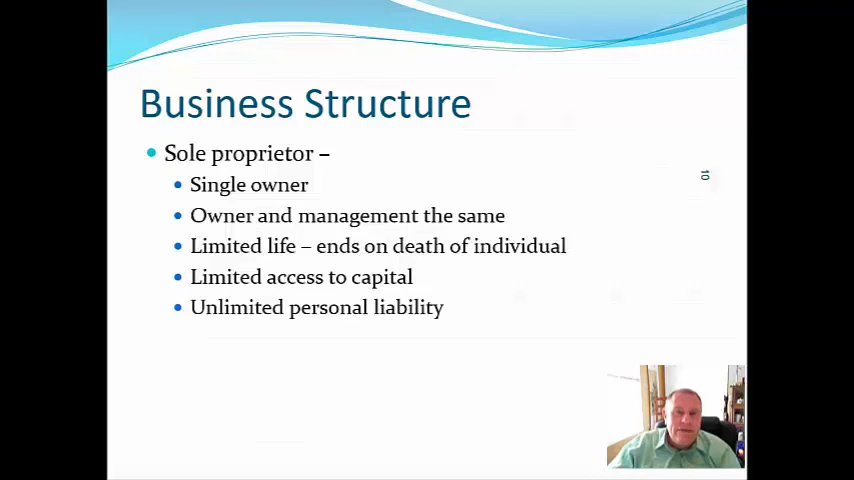 Business Structure
Sole proprietor –
10
Single owner
Owner and management the same
Limited life – ends on death of individual
Limited access to capital
Unlimited personal liability